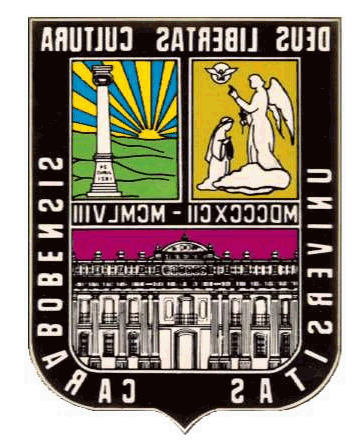 DEUS LIBERTAS CULTURA
MDCCCXCII - MCMLVIII
UNIVERSITAS
CARABOBENSIS